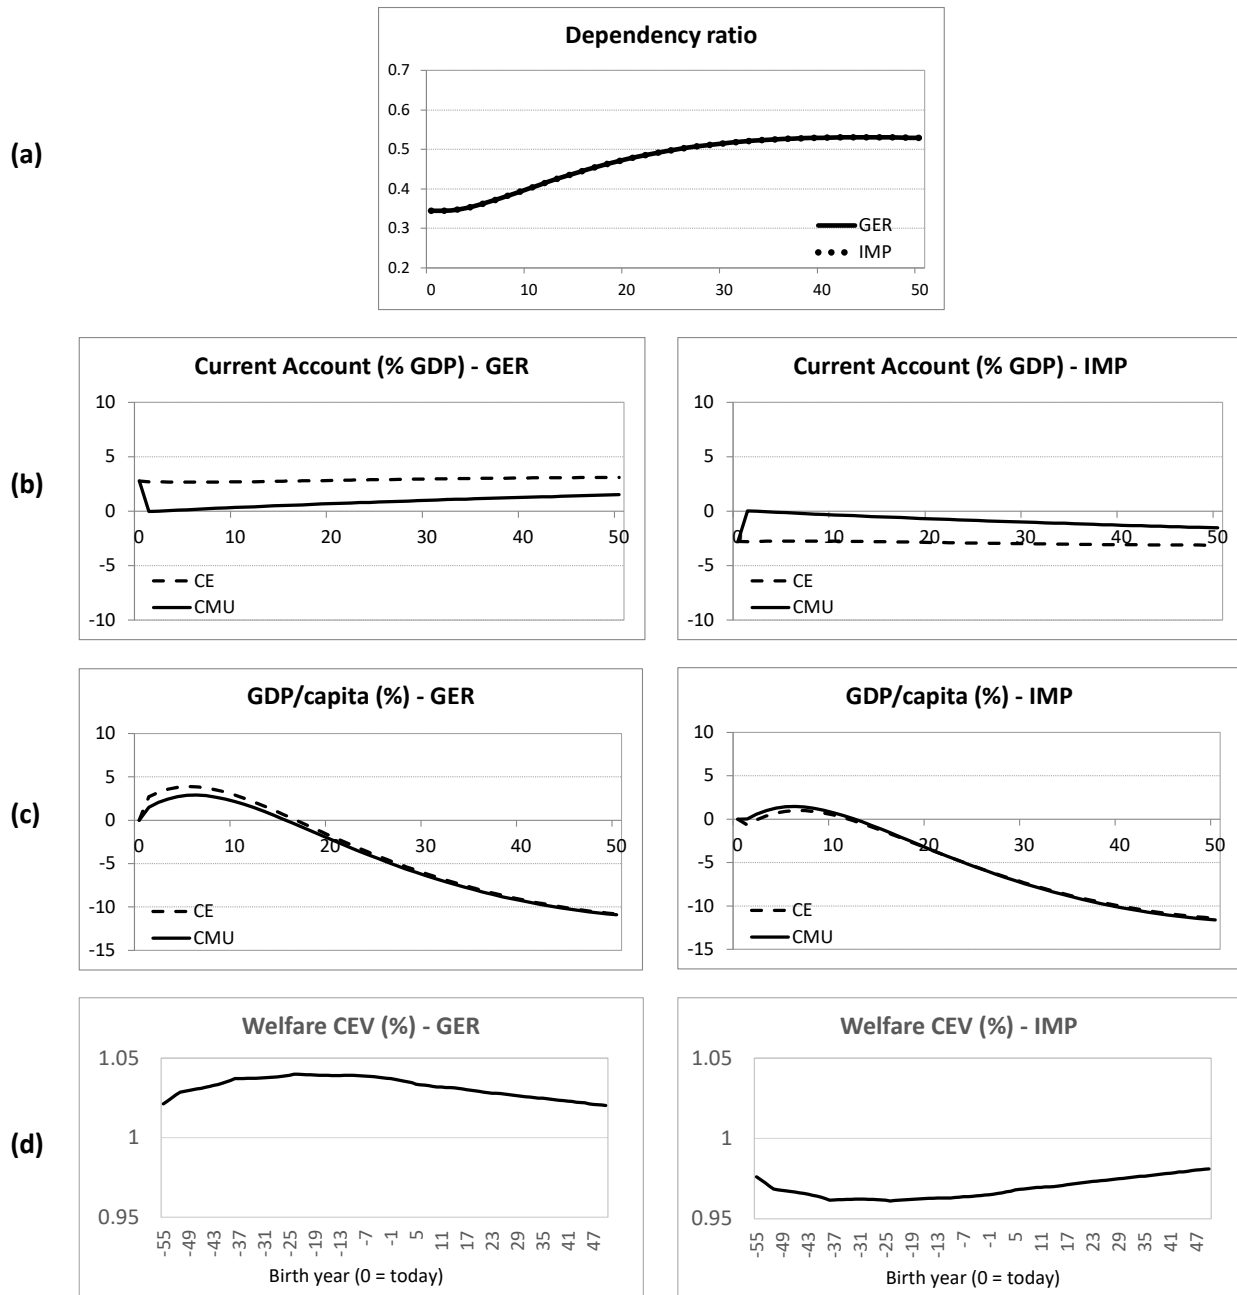 (a)
Dependency ratio
0.7
0.6
0.5
0.4
0.3
0.2
GER
IMP
0 10 20 30 40 50
(b)
Current Account (% GDP) - GER
10
5
0
-5
-10
0 10 20 30 40 50
CE
CMU
Current Account (% GDP) - IMP
10
5
0
-5
-10
0 10 20 30 40 50
CE
CMU
(c)
GDP/capita (%) - GER
10
5
0
-5
-10
-15
0 10 20 30 40 50
CE
CMU
GDP/capita (%) - IMP
10
5
0
-5
-10
-15
0 10 20 30 40 50
CE
CMU
(d)
Welfare CEV (%) - GER
1.05
1
0.95
-55 -49 -43 -37 -31 -25 -19 -13 -7 -1 5 11 17 23 29 35 41 47
Birth year (0 = today)
Welfare CEV (%) - IMP
1.05
1
0.95
-55 -49 -43 -37 -31 -25 -19 -13 -7 -1 5 11 17 23 29 35 41 47
Birth year (0 = today)